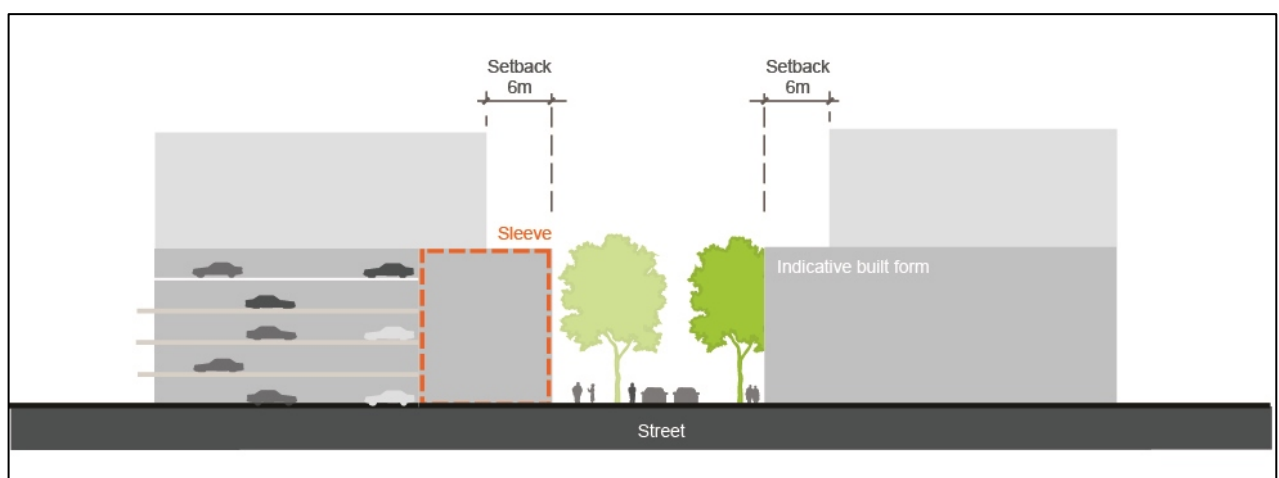 Setback
6m
Setback
6m
Sleeve
Indicative built form
Street